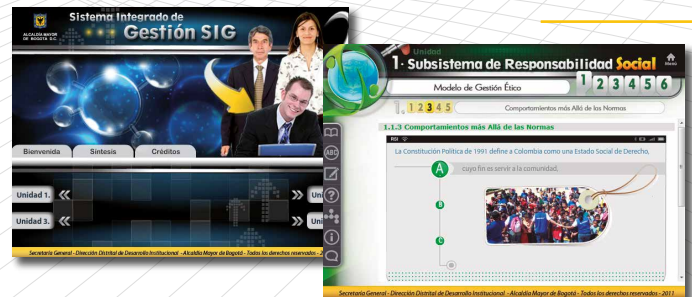 ALCALDÍA MAYOR
DE BOGOTÁ D.C.
Sistema Integrado de
Gestión SIG
Bienvenida
Síntesis
Créditos
Unidad 1.
Unidad 3.
Secretaría General - Dirección Distrital de Desarrollo Institucional - Alcaldía Mayor de Bogotá - Todos los derechos reservados -
Unidad
1. Subsistema de Responsabilidad Social
Menú
Modelo de Gestión Ético
1 2 3 4 5 6
1. 1 2 3 4 5
Comportamientos más Allá de las Normas
1.1.3 Comportamientos más Allá de las Normas
RSI
La Constitución Política de 1991 define a Colombia como una Estado Social de Derecho,
A
cuyo fin es servir a la comunidad,
B
C
ABC
Secretaría General - Dirección Distrital de Desarrollo Institucional - Alcaldía Mayor de Bogotá - Todos los derechos reservados - 2011